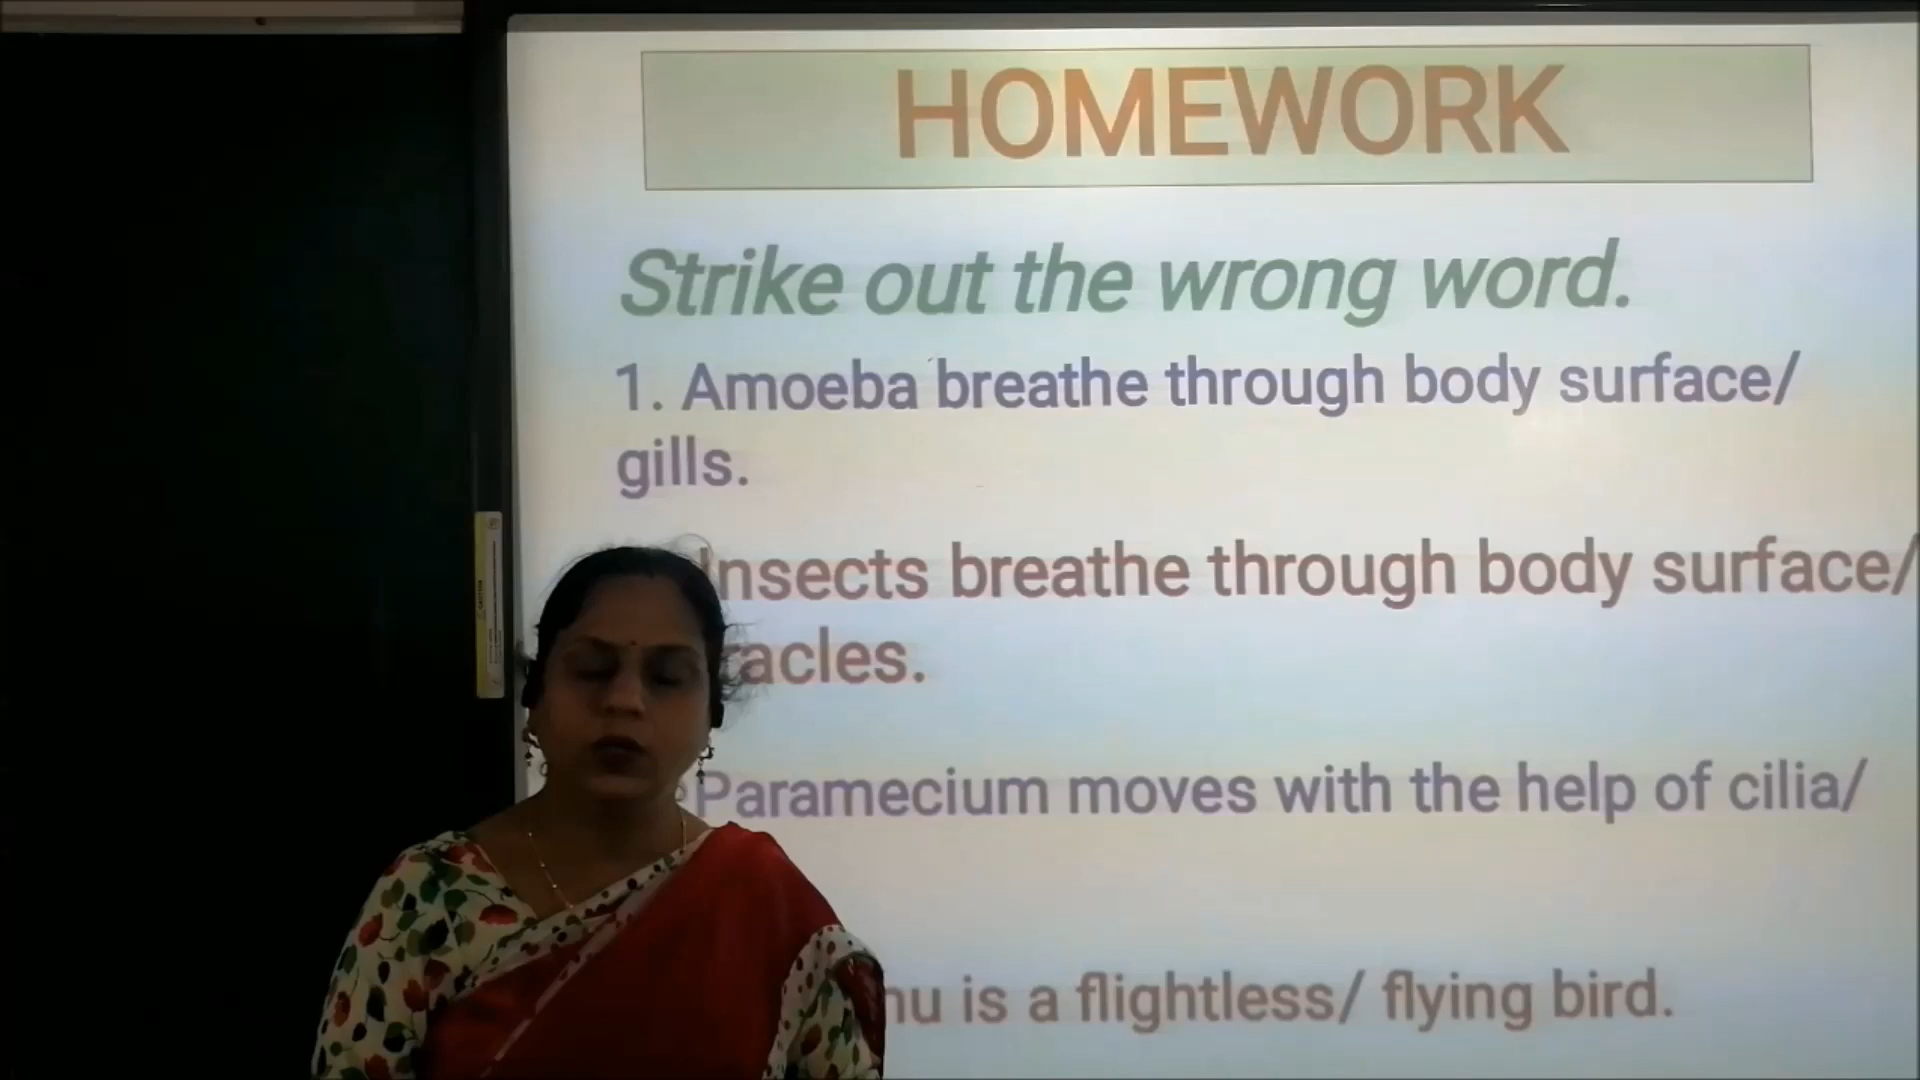 HOMEWORK
Strike out the wrong word.
1. Amoeba breathe through body surface/
gills.
Insects breathe through body surface/
Paramecium moves with the help of cilia/
is a flightless/ flying bird.